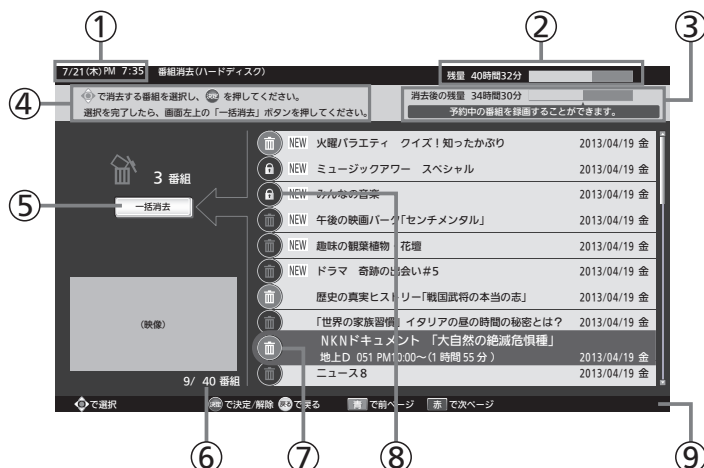 ① ② ③
7/21(木) PM 7:35 番組消去(ハードディスク) 残量 40時間32分
④ で消去する番組を選択し、決定 を押してください。 消去後の残量 34時間30分
選択を完了したら、画面左上の「一括消去」ボタンを押してください。 予約中の番組を録画することができます。
NEW 火曜バラエティ クイズ！知ったかぶり 2013/04/19 金
3 番組 NEW ミュージックアワー スペシャル 2013/04/19 金
⑤ 一括消去 NEW みんなの音楽 2013/04/19 金
NEW 午後の映画パーク「センチメンタル」 2013/04/19 金
NEW 趣味の観葉植物・花壇 2013/04/19 金
NEW ドラマ 奇跡の出会い#5 2013/04/19 金
歴史の真実ヒストリー「戦国武将の本当の志」 2013/04/19 金
(映像) 「世界の家族習慣」イタリアの昼の時間の秘密とは？ 2013/04/19 金
NKNドキュメント 「大自然の絶滅危惧種」
地上D 051 PM10:00～(1時間55分) 2013/04/19 金
9/ 40 番組 ニュース8 2013/04/19 金
で選択 決定 で決定/解除 戻る で戻る 青 で前ページ 赤 で次ページ
⑥ ⑦ ⑧ ⑨